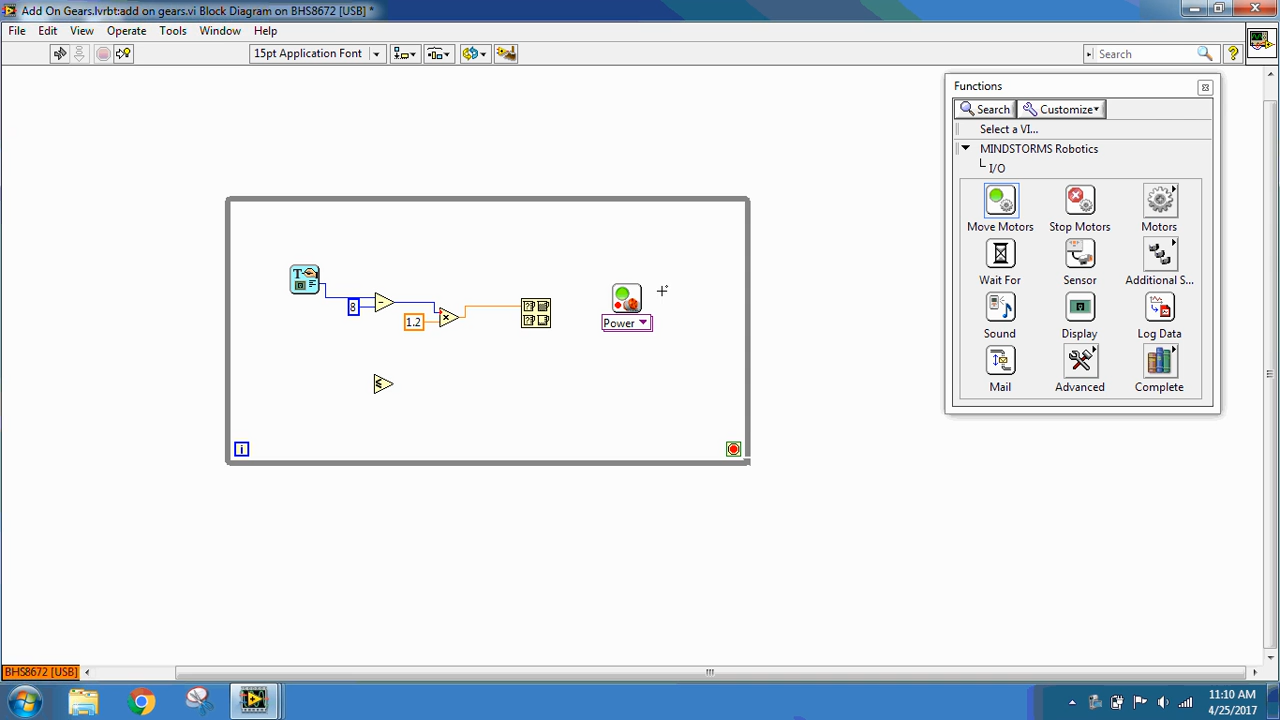 Add On Gears.lvrbt:add on gears.vi Block Diagram on BHS8672 [USB] *
File Edit View Operate Tools Window Help
15pt Application Font
Search
?
Functions
Search Customize
Select a VI...
MINDSTORMS Robotics
I/O
Move Motors Stop Motors Motors
Wait For Sensor Additional S...
Sound Display Log Data
Mail Advanced Complete
T
8
1.2
Power
i
BHS8672 [USB]
11:10 AM
4/25/2017